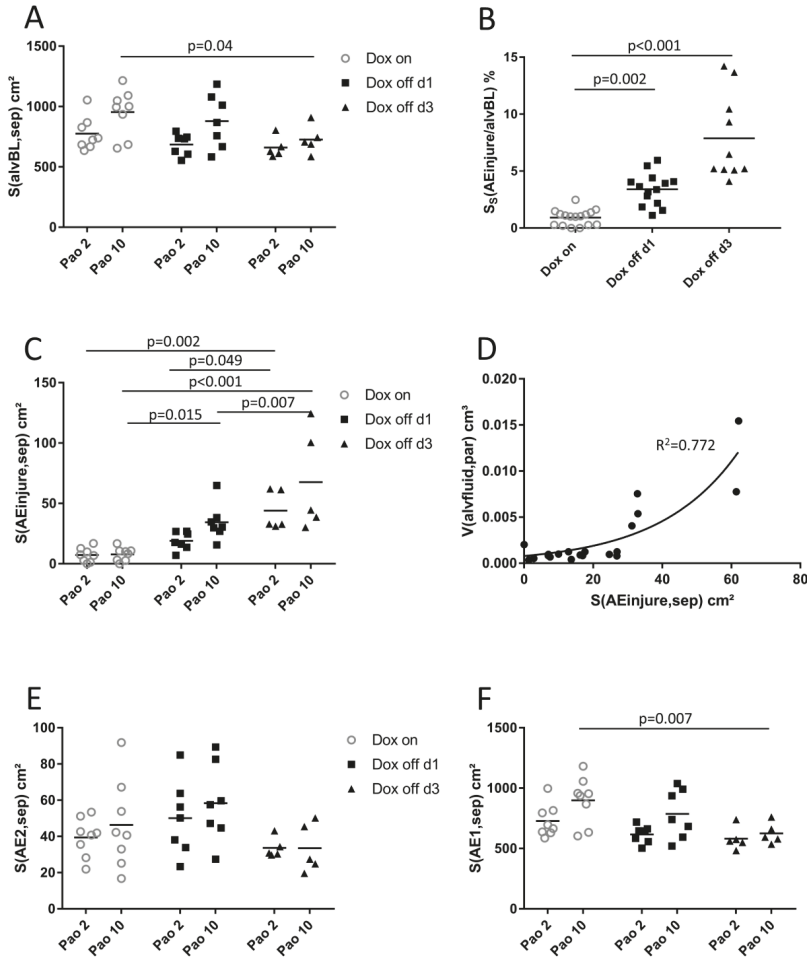 A
p=0.04
Dox on
Dox off d1
Dox off d3
S(alvBL,sep) cm²
1500
1000
500
0
Pao 2
Pao 10
Pao 2
Pao 10
Pao 2
Pao 10
B
p<0.001
p=0.002
S_S(AEinjure/alvBL) %
15
10
5
0
Dox on
Dox off d1
Dox off d3
C
p=0.002
p=0.049
p<0.001
p=0.015
p=0.007
Dox on
Dox off d1
Dox off d3
S(AEinjure,sep) cm²
150
100
50
0
Pao 2
Pao 10
Pao 2
Pao 10
Pao 2
Pao 10
D
R²=0.772
V(alvfluid,par) cm³
0.020
0.015
0.010
0.005
0.000
0
20
40
60
80
S(AEinjure,sep) cm²
E
Dox on
Dox off d1
Dox off d3
S(AE2,sep) cm²
100
80
60
40
20
0
Pao 2
Pao 10
Pao 2
Pao 10
Pao 2
Pao 10
F
p=0.007
S(AE1,sep) cm²
1500
1000
500
0
Pao 2
Pao 10
Pao 2
Pao 10
Pao 2
Pao 10